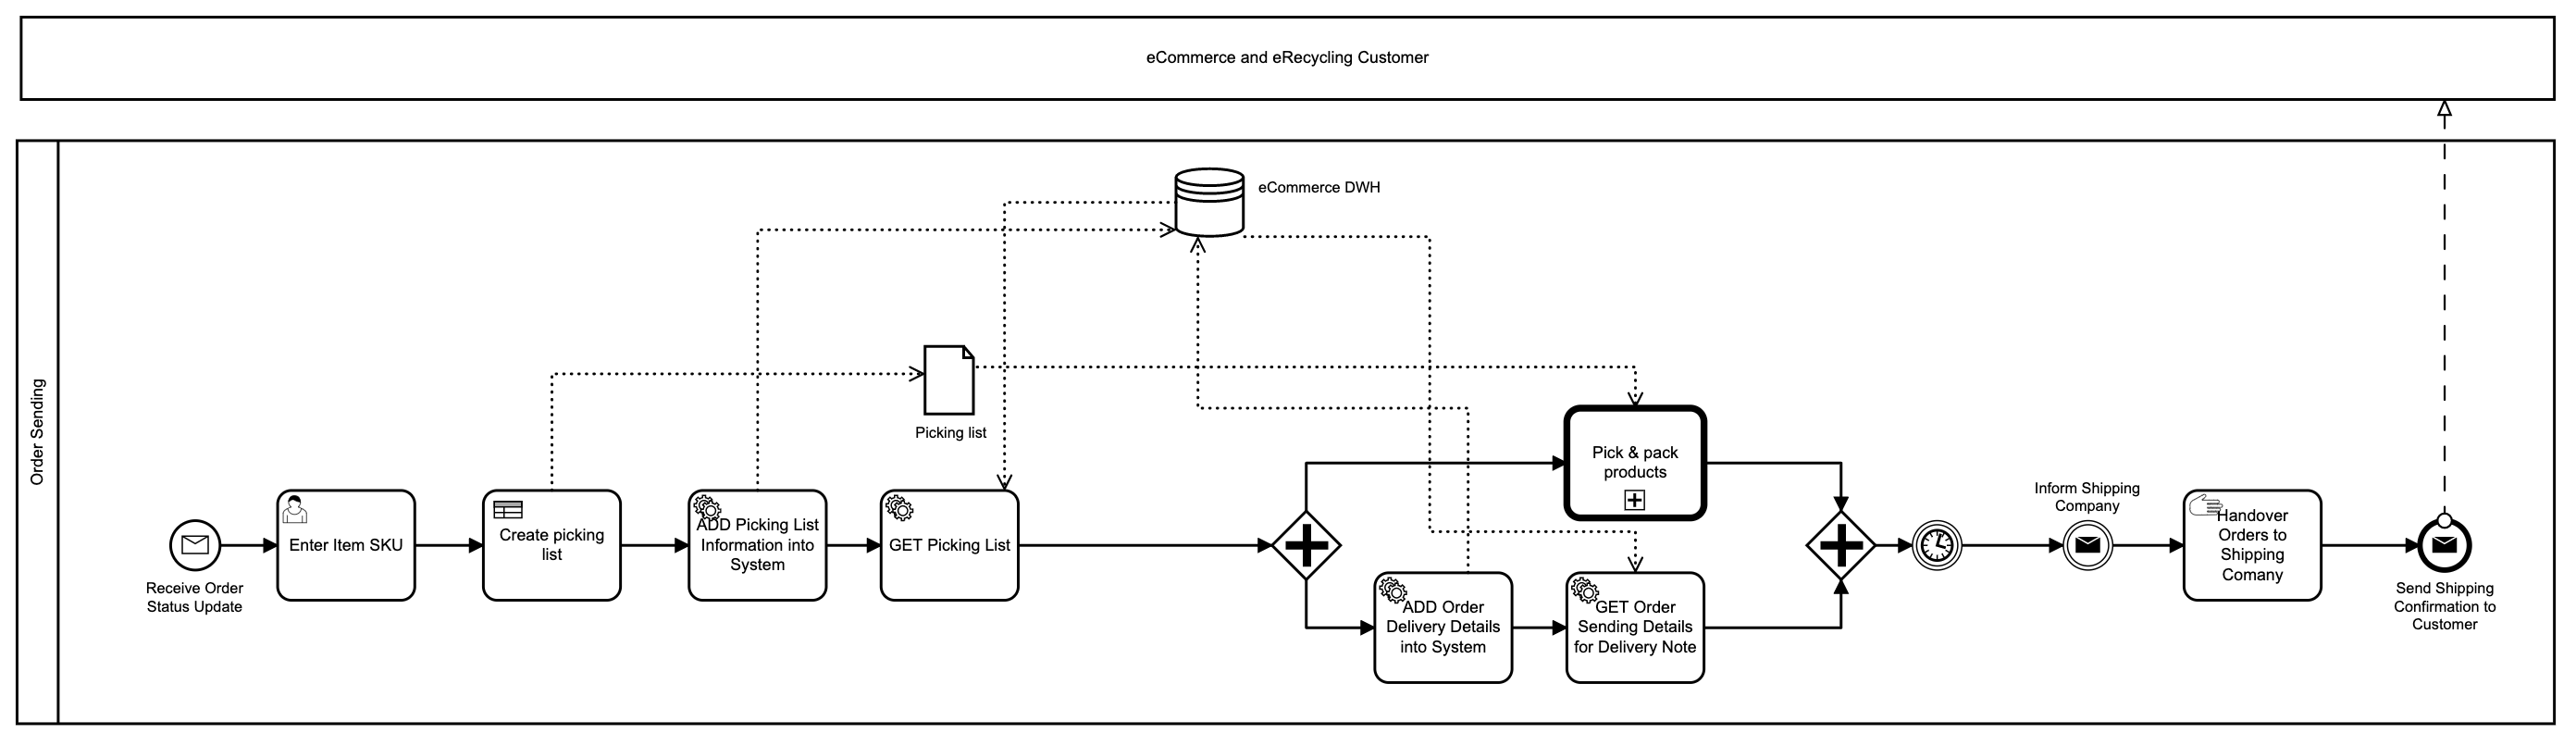 eCommerce and eRecycling Customer
Order Sending
eCommerce DWH
Picking list
Receive Order
Status Update
Enter Item SKU
Create picking
list
ADD Picking List
Information into
System
GET Picking List
Pick & pack
products
ADD Order
Delivery Details
into System
GET Order
Sending Details
for Delivery Note
Inform Shipping
Company
Handover
Orders to
Shipping
Comany
Send Shipping
Confirmation to
Customer